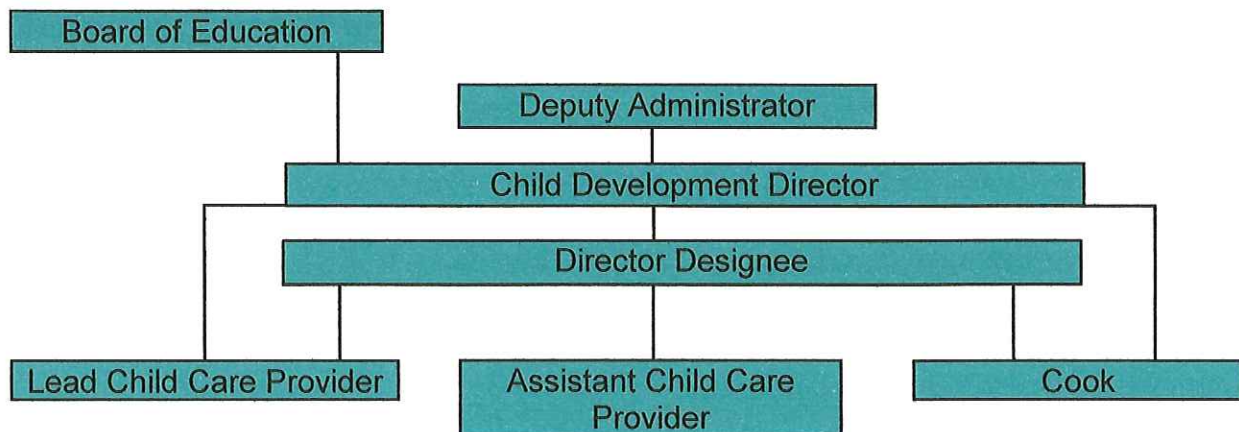 Board of Education
Deputy Administrator
Child Development Director
Director Designee
Lead Child Care Provider
Assistant Child Care
Provider
Cook